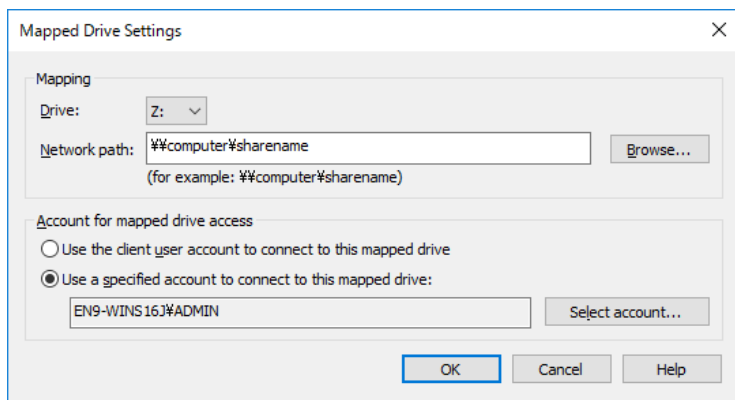 Mapped Drive Settings
Mapping
Drive:
Z:
Network path:
¥¥computer¥sharename
Browse...
(for example: ¥¥computer¥sharename)
Account for mapped drive access
Use the client user account to connect to this mapped drive
Use a specified account to connect to this mapped drive:
EN9-WINS16J¥ADMIN
Select account...
OK
Cancel
Help